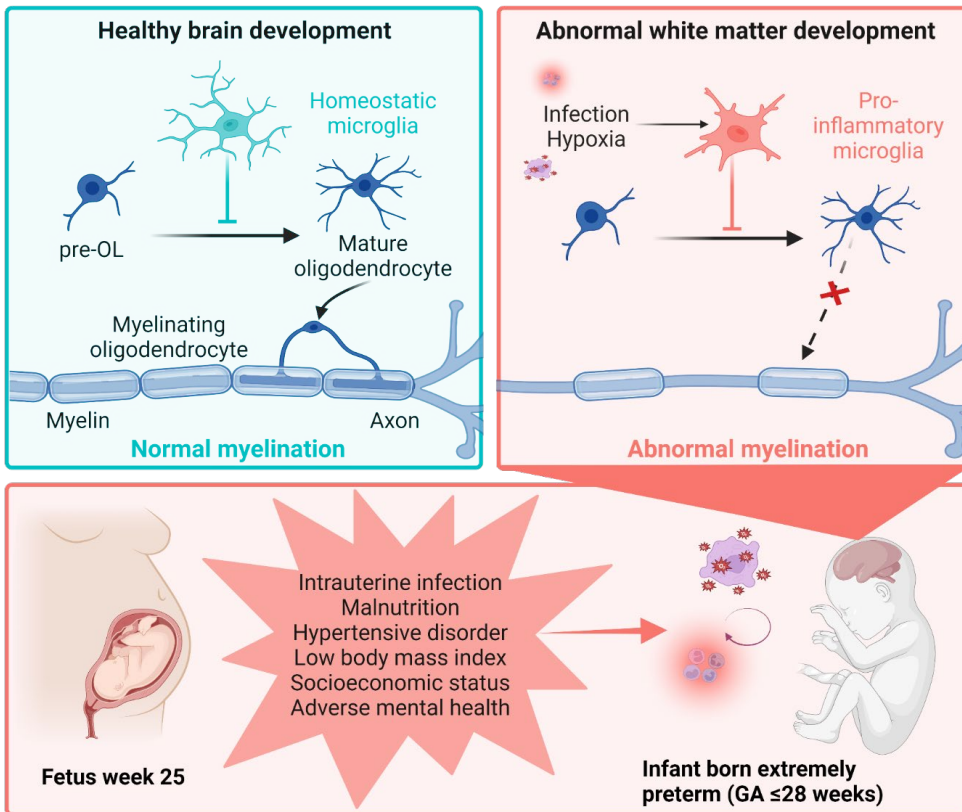 Healthy brain development
Homeostatic
microglia
pre-OL
Mature
oligodendrocyte
Myelinating
oligodendrocyte
Myelin
Axon
Normal myelination
Abnormal white matter development
Infection
Hypoxia
Pro-
inflammatory
microglia
Abnormal myelination
Intrauterine infection
Malnutrition
Hypertensive disorder
Low body mass index
Socioeconomic status
Adverse mental health
Fetus week 25
Infant born extremely
preterm (GA ≤28 weeks)